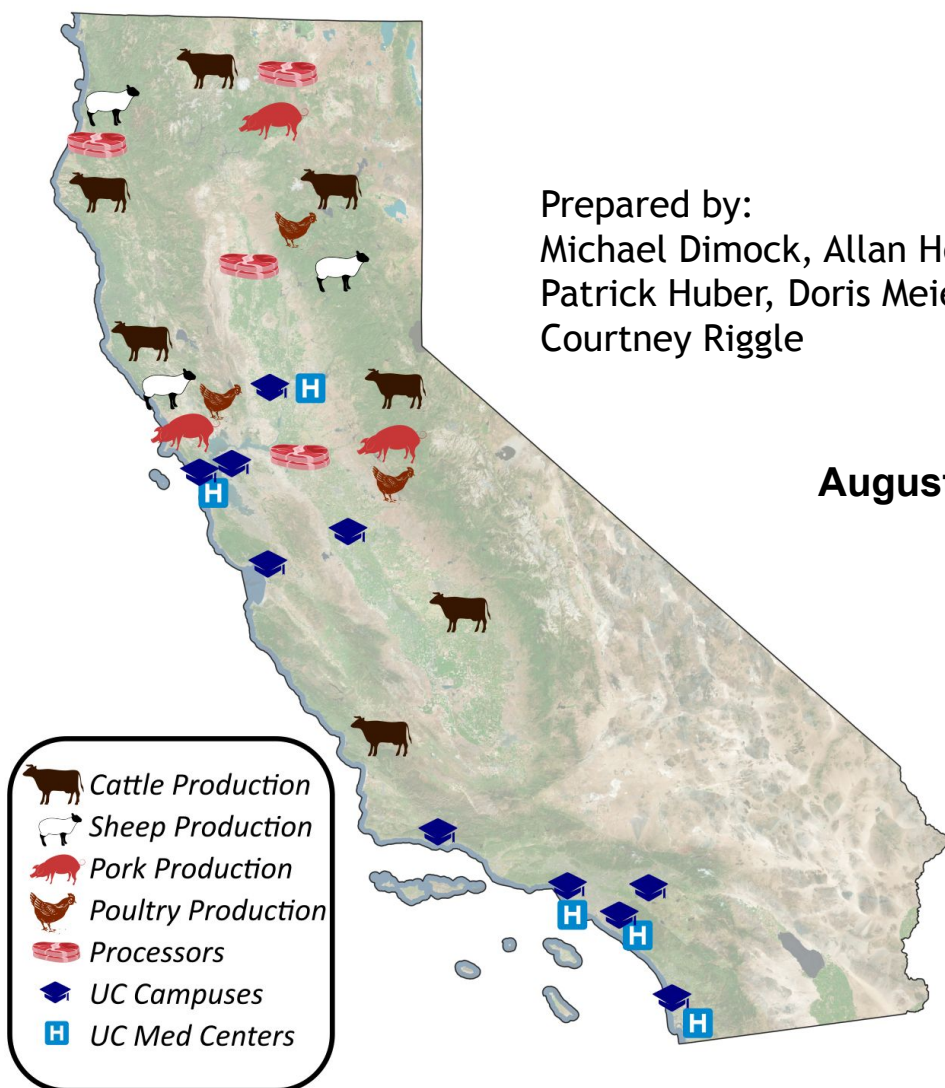 Prepared by:
Michael Dimock, Allan
Patrick Huber, Doris
Courtney Riggle
August
Cattle Production
Sheep Production
Pork Production
Poultry Production
Processors
UC Campuses
UC Med Centers
H
H
H
H
H
H